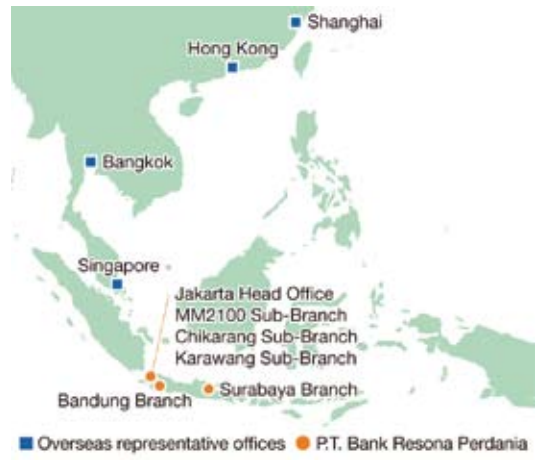 Shanghai
Hong Kong
Bangkok
Singapore
Jakarta Head Office
MM2100 Sub-Branch
Chikarang Sub-Branch
Karawang Sub-Branch
Bandung Branch
Surabaya Branch
Overseas representative offices
P.T. Bank Resona Perdania